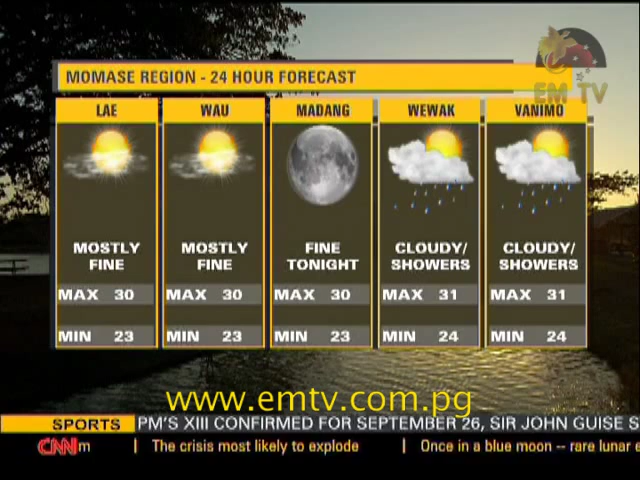 MOMASE REGION - 24 HOUR FORECAST
EM TV
LAE
MOSTLY
FINE
MAX 30
MIN 23
WAU
MOSTLY
FINE
MAX 30
MIN 23
MADANG
FINE
TONIGHT
MAX 30
MIN 23
WEWAK
CLOUDY/
SHOWERS
MAX 31
MIN 24
VANIMO
CLOUDY/
SHOWERS
MAX 31
MIN 24
www.emtv.com.pg
SPORTS PM'S XIII CONFIRMED FOR SEPTEMBER 26, SIR JOHN GUISE S
CNN m | The crisis most likely to explode | Once in a blue moon -- rare lunar e